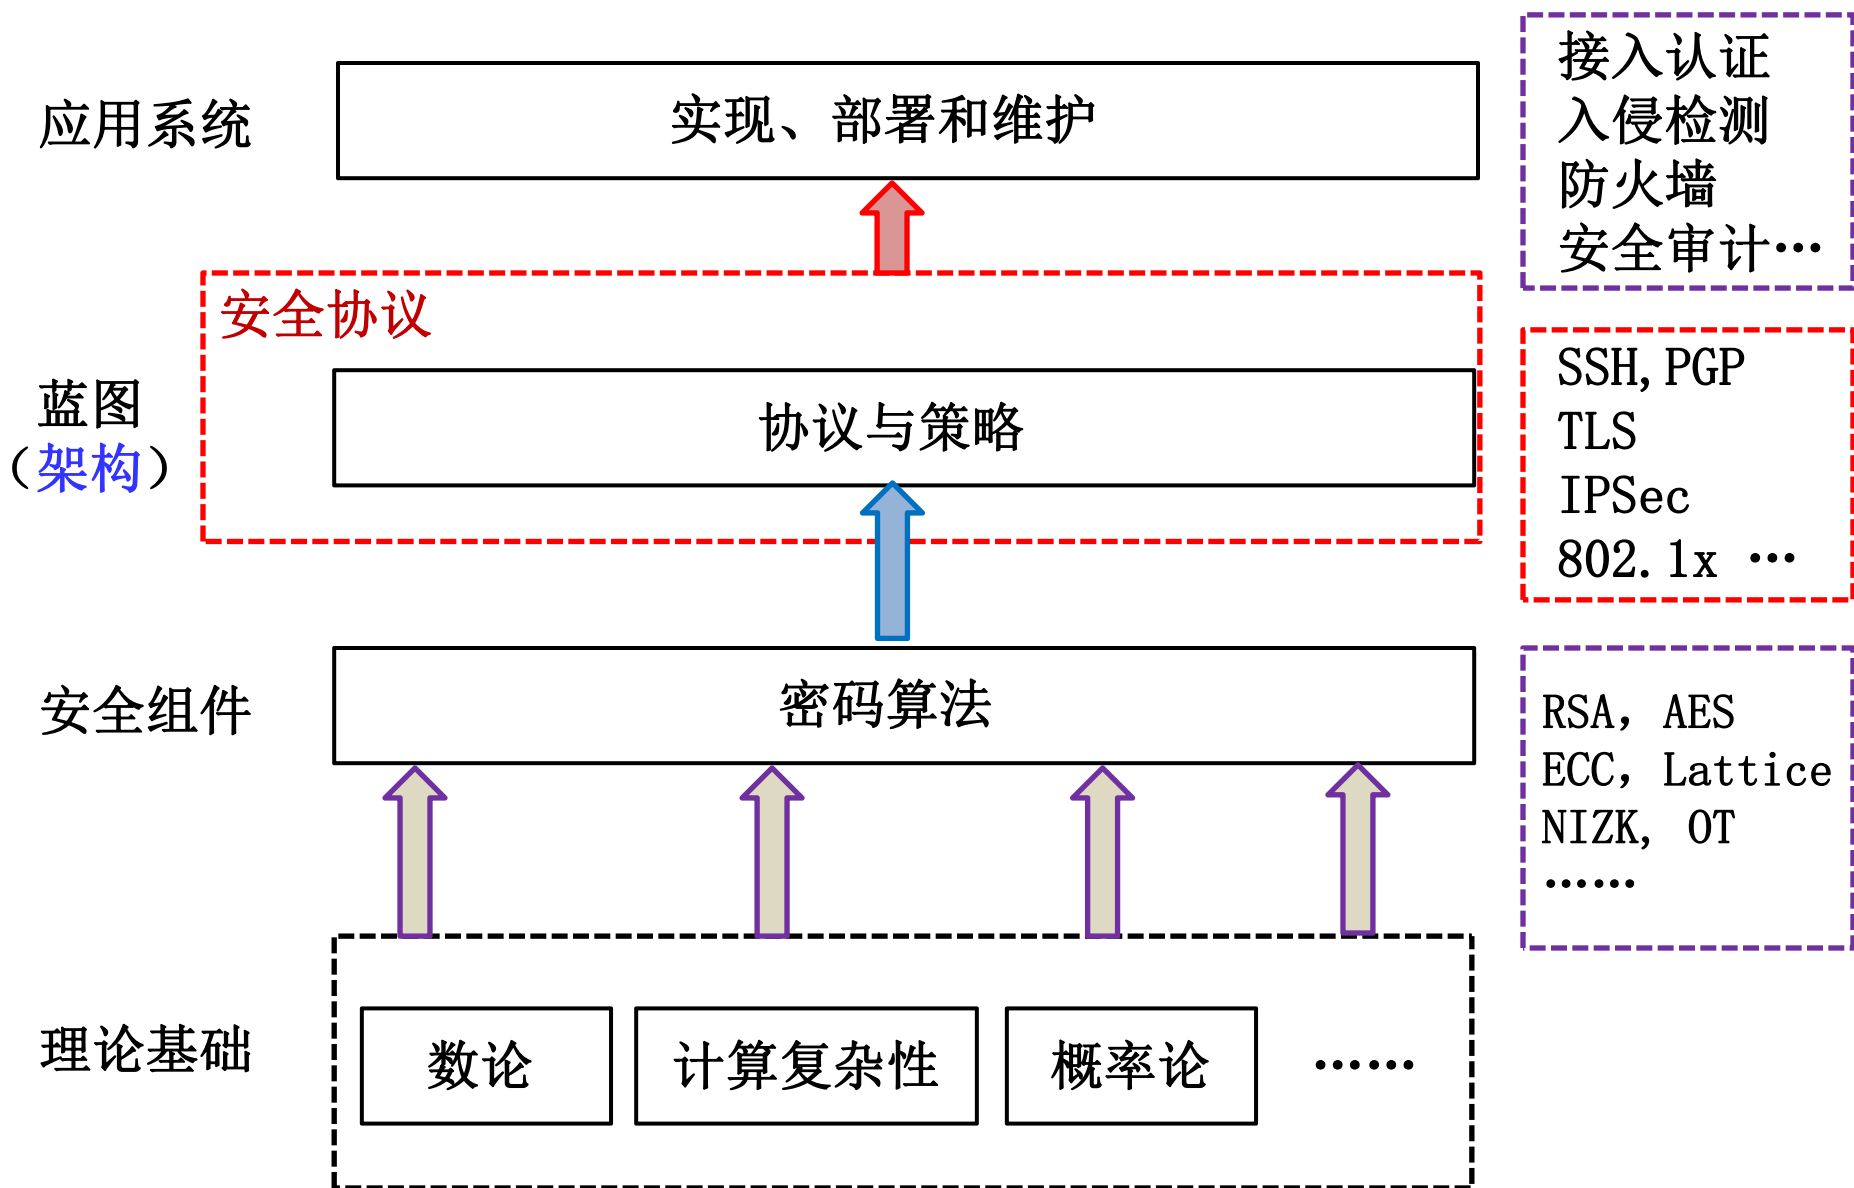 应用系统
实现、部署和维护
接入认证
入侵检测
防火墙
安全审计…
安全协议
蓝图
（架构）
协议与策略
SSH,PGP
TLS
IPSec
802.1x …
安全组件
密码算法
RSA, AES
ECC, Lattice
NIZK, OT
……
理论基础
数论
计算复杂性
概率论
……